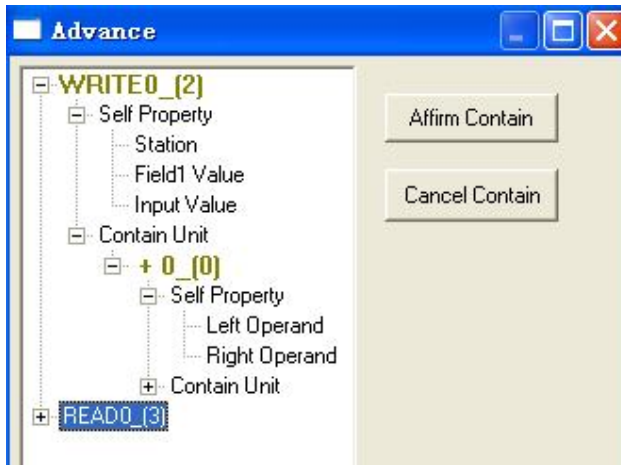 Advance
WRITE0_(2)
Self Property
Station
Field1 Value
Input Value
Contain Unit
+ 0_(0)
Self Property
Left Operand
Right Operand
Contain Unit
READ0_(3)
Affirm Contain
Cancel Contain